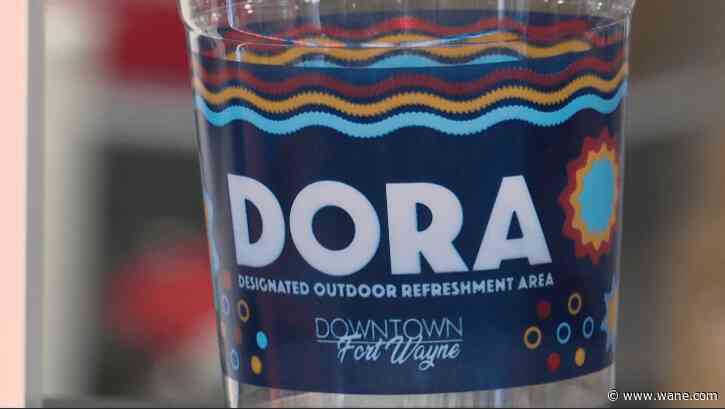 DORA
DESIGNATED OUTDOOR REFRESHMENT AREA
DOWNTOWN
Fort Wayne
www.wane.com